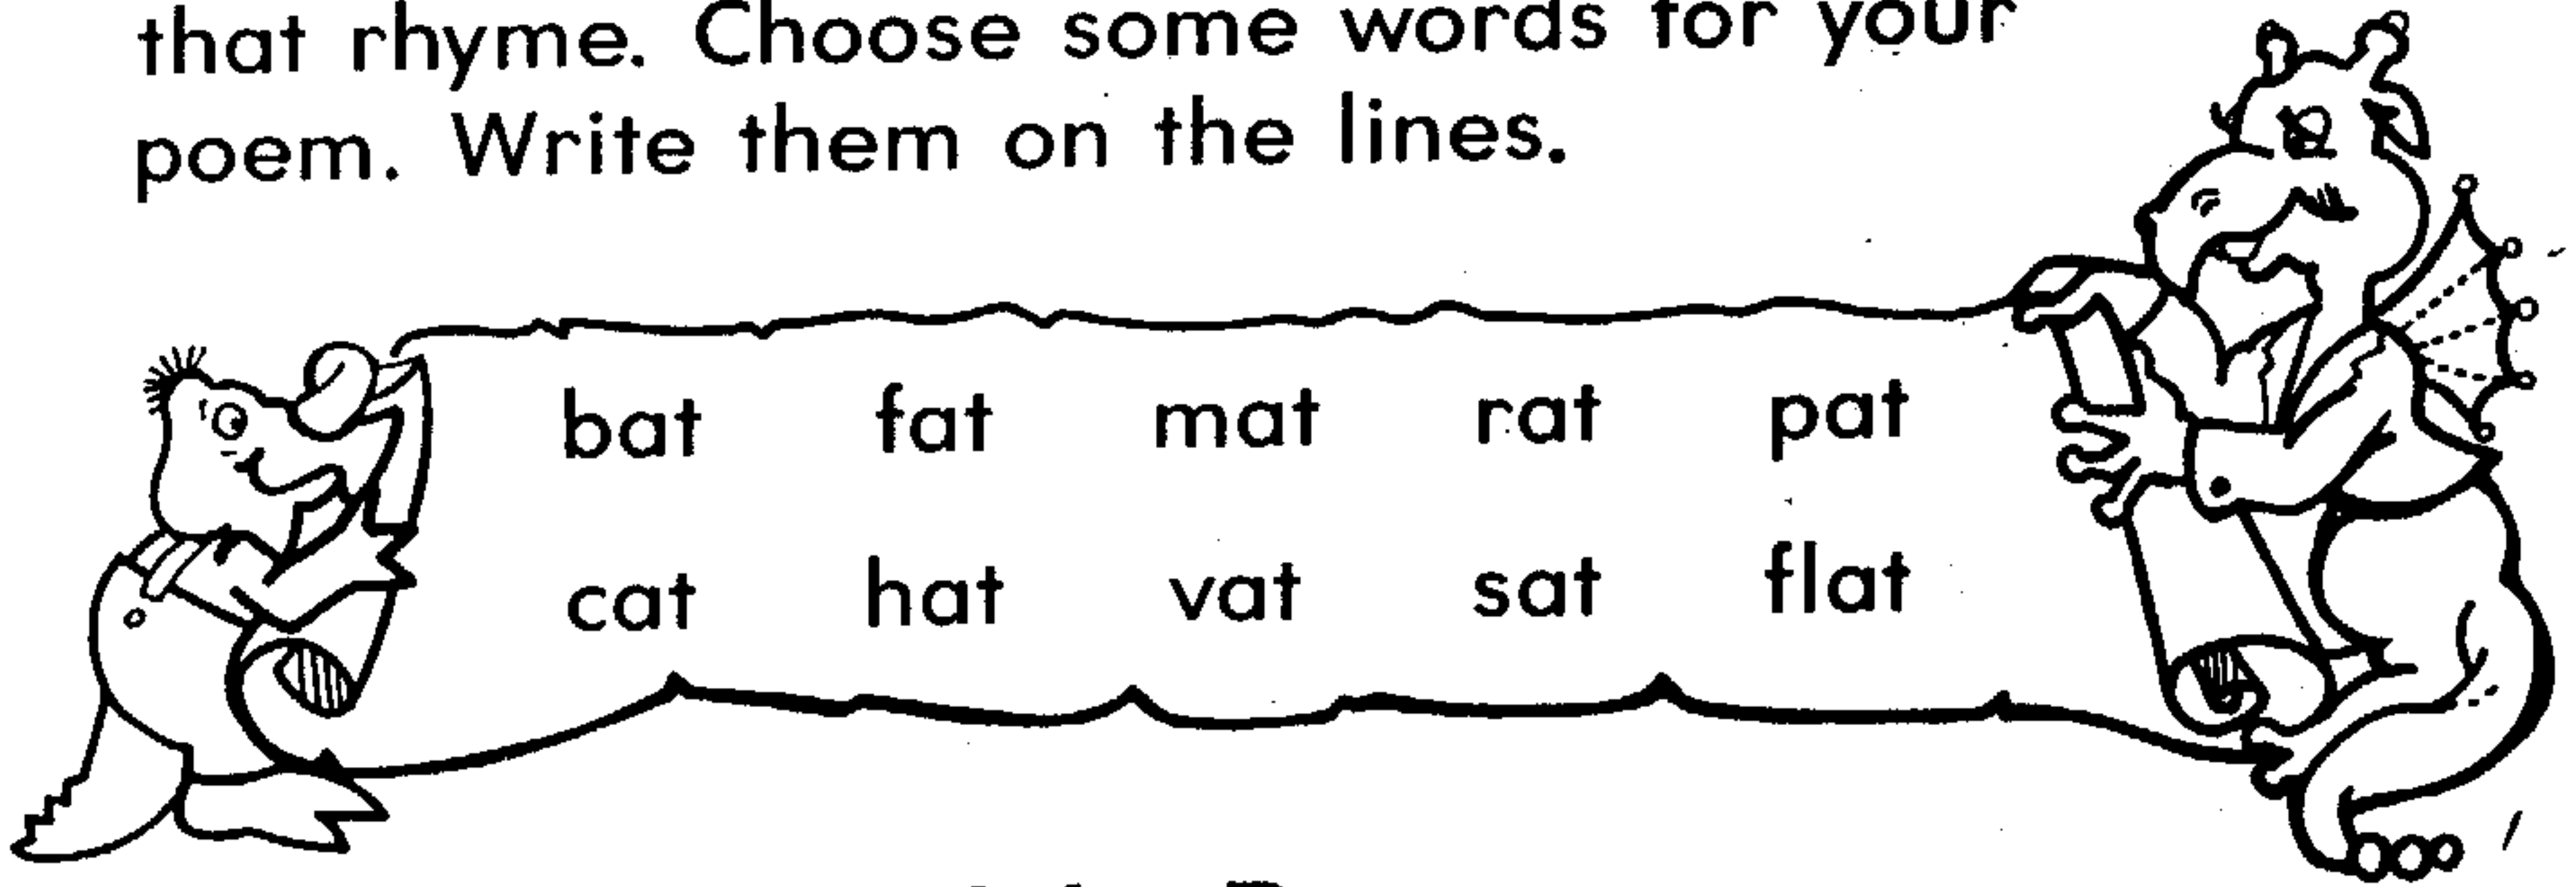 that rhyme. Choose some words for your
poem. Write them on the lines.
bat fat mat rat pat
cat hat vat sat flat